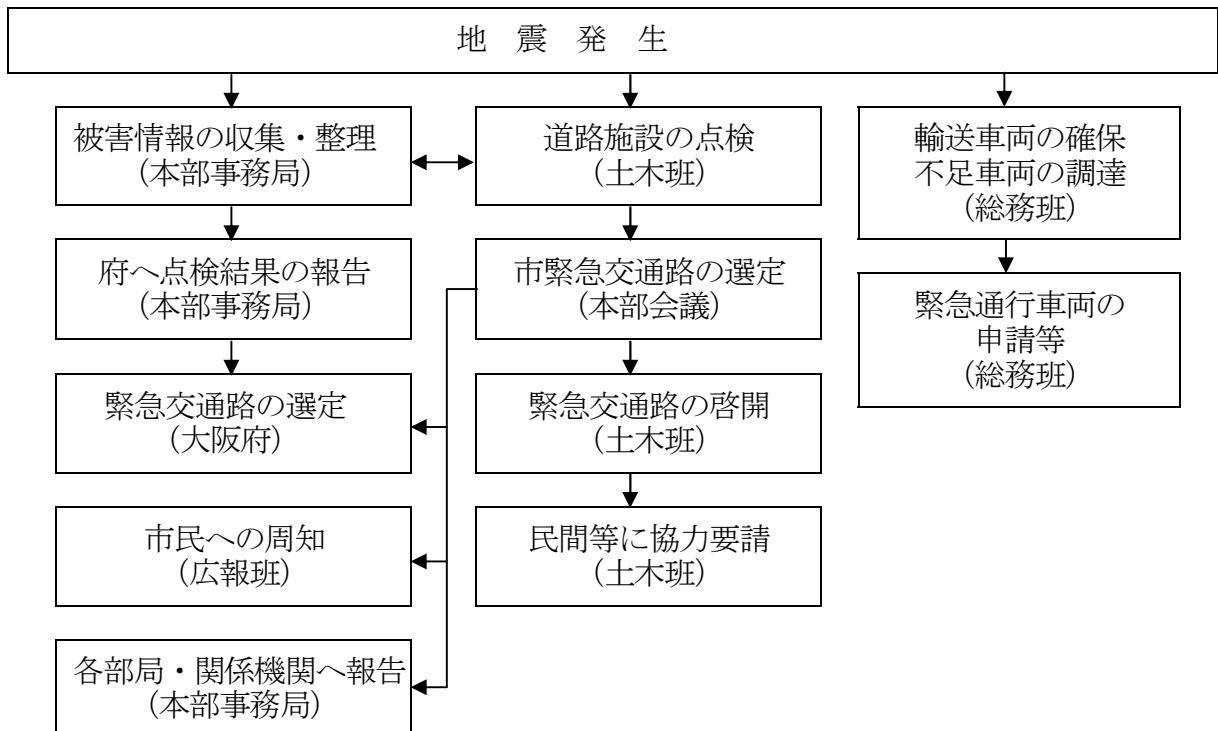 地　震　発　生
被害情報の収集・整理
（本部事務局）
道路施設の点検
（土木班）
輸送車両の確保
不足車両の調達
（総務班）
府へ点検結果の報告
（本部事務局）
市緊急交通路の選定
（本部会議）
緊急通行車両の
申請等
（総務班）
緊急交通路の選定
（大阪府）
緊急交通路の啓開
（土木班）
市民への周知
（広報班）
民間等に協力要請
（土木班）
各部局・関係機関へ報告
（本部事務局）